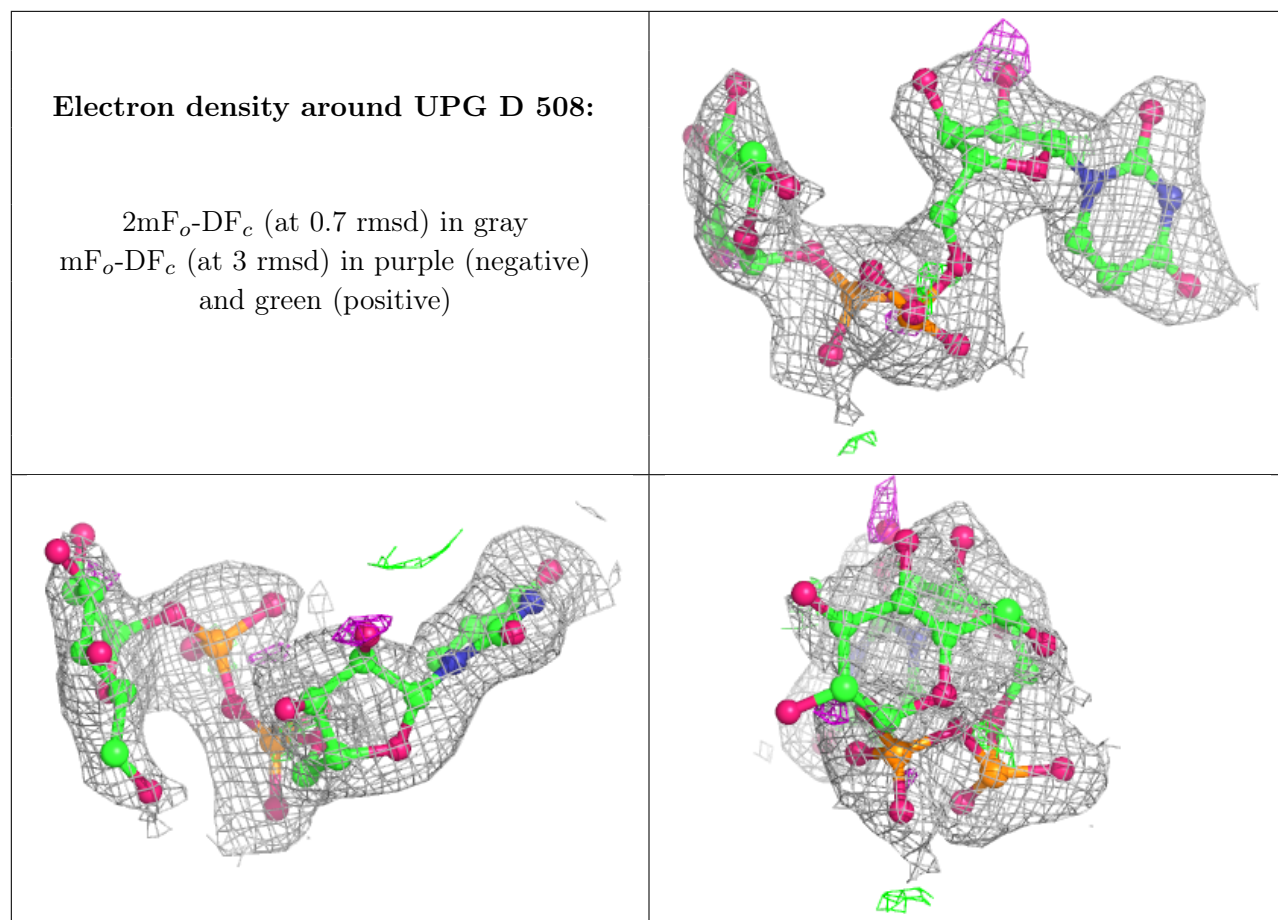 Electron density around UPG D 508:
2mFo-DFc (at 0.7 rmsd) in gray
mFo-DFc (at 3 rmsd) in purple (negative)
and green (positive)